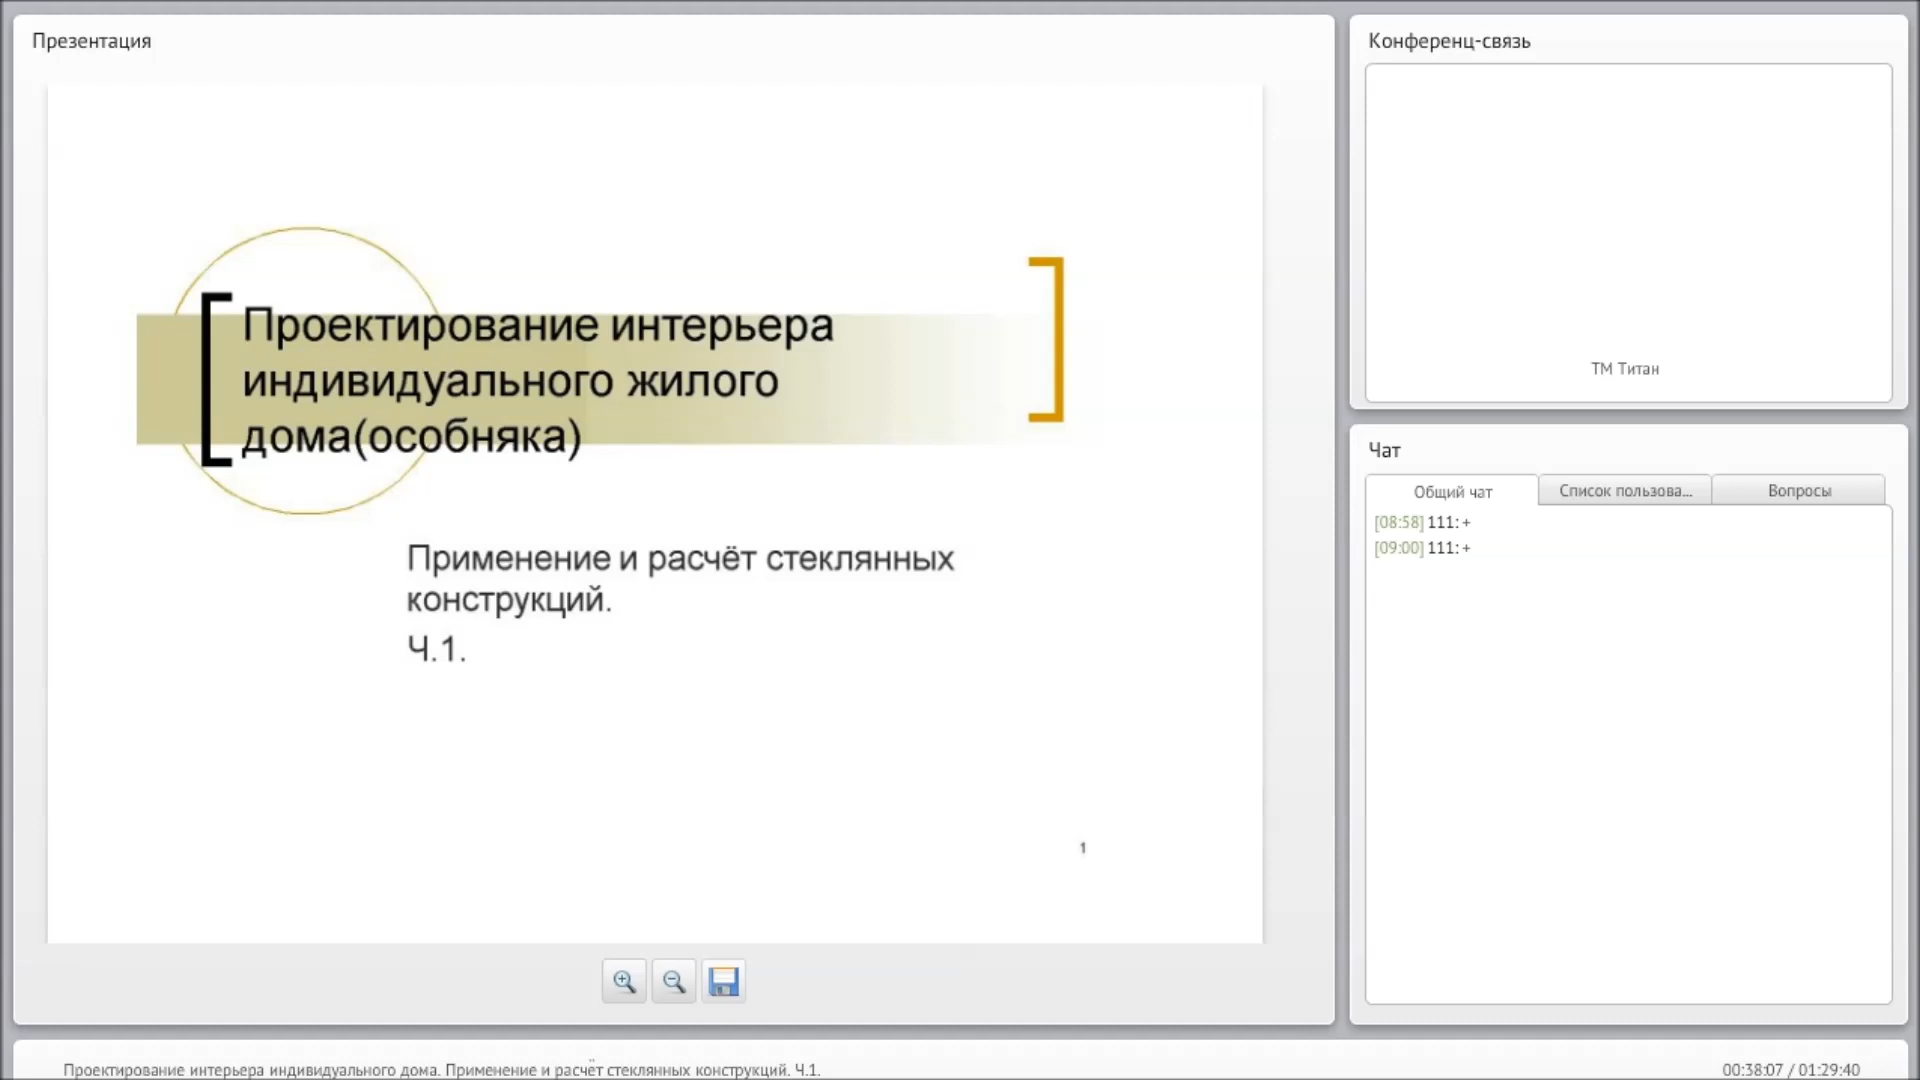 Презентация
Проектирование интерьера
индивидуального жилого
дома(особняка)
Применение и расчёт стеклянных
конструкций.
Ч.1.
1
Конференц-связь
ТМ Титан
Чат
Общий чат
Список пользова...
Вопросы
[08:58] 111: +
[09:00] 111: +
Проектирование интерьера индивидуального дома. Применение и расчёт стеклянных конструкций. Ч.1.
00:38:07 / 01:29:40